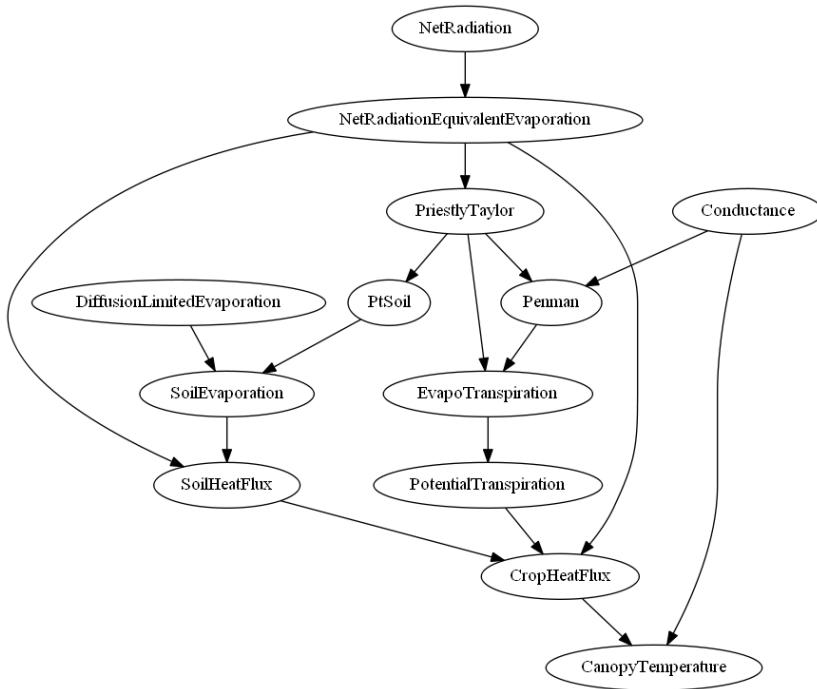 NetRadiation
NetRadiationEquivalentEvaporation
PriestlyTaylor
Conductance
DiffusionLimitedEvaporation
PtSoil
Penman
SoilEvaporation
EvapoTranspiration
SoilHeatFlux
PotentialTranspiration
CropHeatFlux
CanopyTemperature